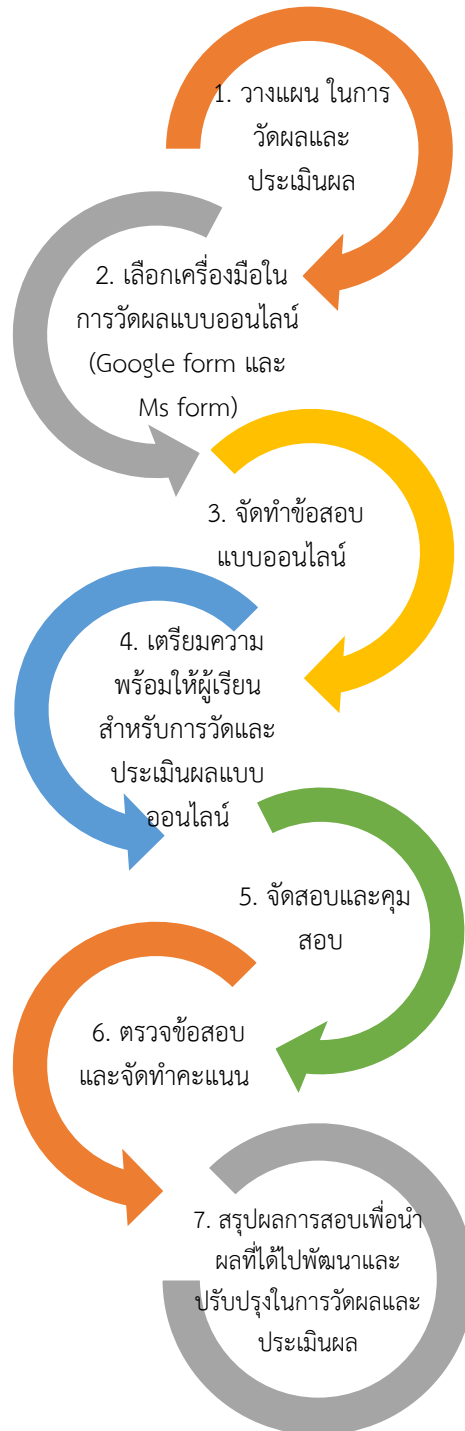 1. วางแผน ในการ
วัดผลและ
ประเมินผล
2. เลือกเครื่องมือใน
การวัดผลแบบออนไลน์
(Google form และ
Ms form)
3. จัดทำข้อสอบ
แบบออนไลน์
4. เตรียมความ
พร้อมให้ผู้เรียน
สำหรับการวัดและ
ประเมินผลแบบ
ออนไลน์
5. จัดสอบและคุม
สอบ
6. ตรวจข้อสอบ
และจัดทำคะแนน
7. สรุปผลการสอบเพื่อนำ
ผลที่ได้ไปพัฒนาและ
ปรับปรุงในการวัดผลและ
ประเมินผล